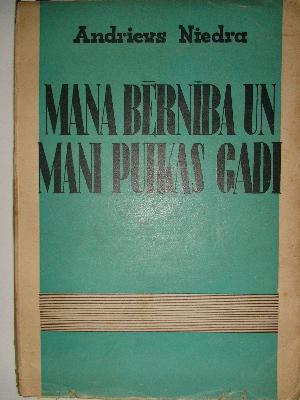 Andrievs Niedra
MANA BĒRNĪBA UN
MANI PUIKAS GADI